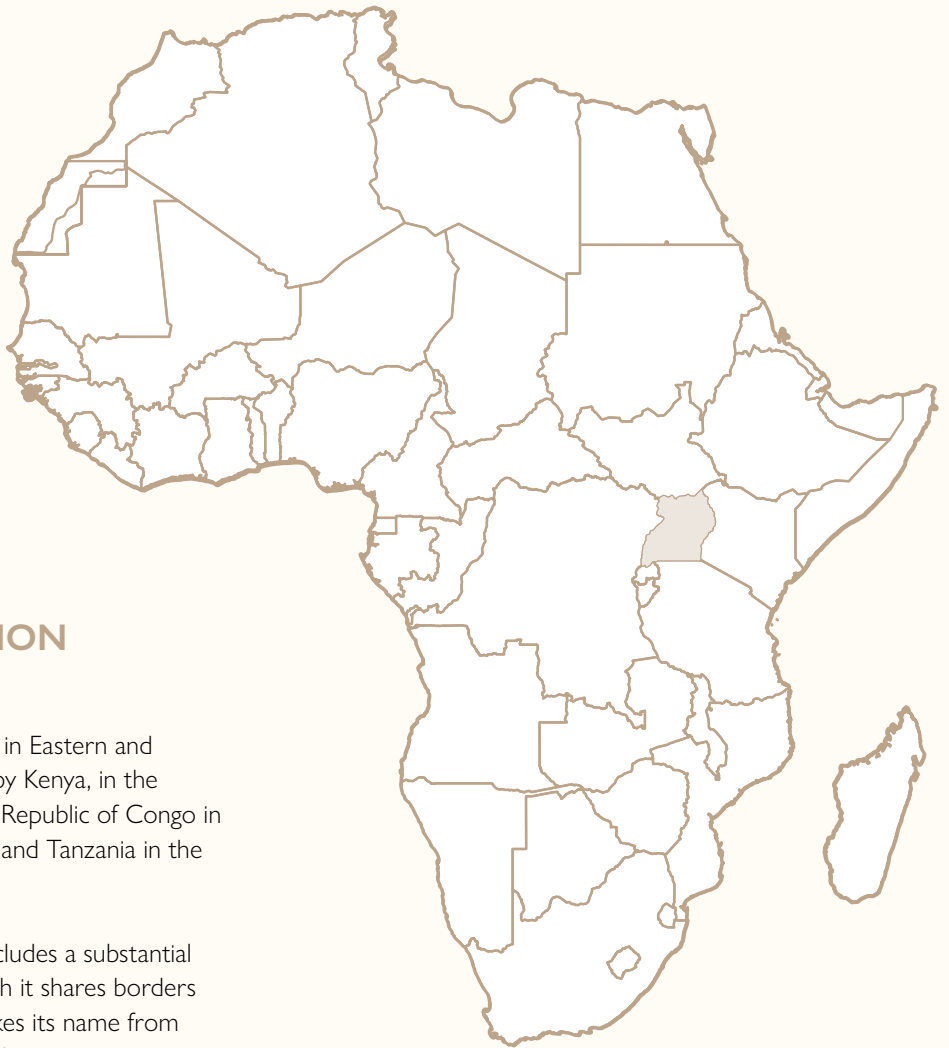 ION
in Eastern and
by Kenya, in the
Republic of Congo in
and Tanzania in the
cludes a substantial
h it shares borders
kes its name from